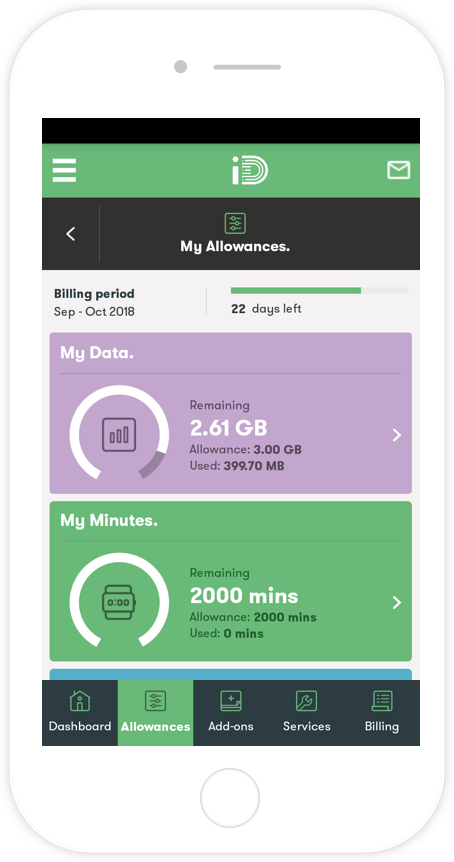 iD
My Allowances.
Billing period
Sep - Oct 2018
22 days left
My Data.
Remaining
2.61 GB
Allowance: 3.00 GB
Used: 399.70 MB
My Minutes.
0:00
Remaining
2000 mins
Allowance: 2000 mins
Used: 0 mins
Dashboard
Allowances
Add-ons
Services
Billing